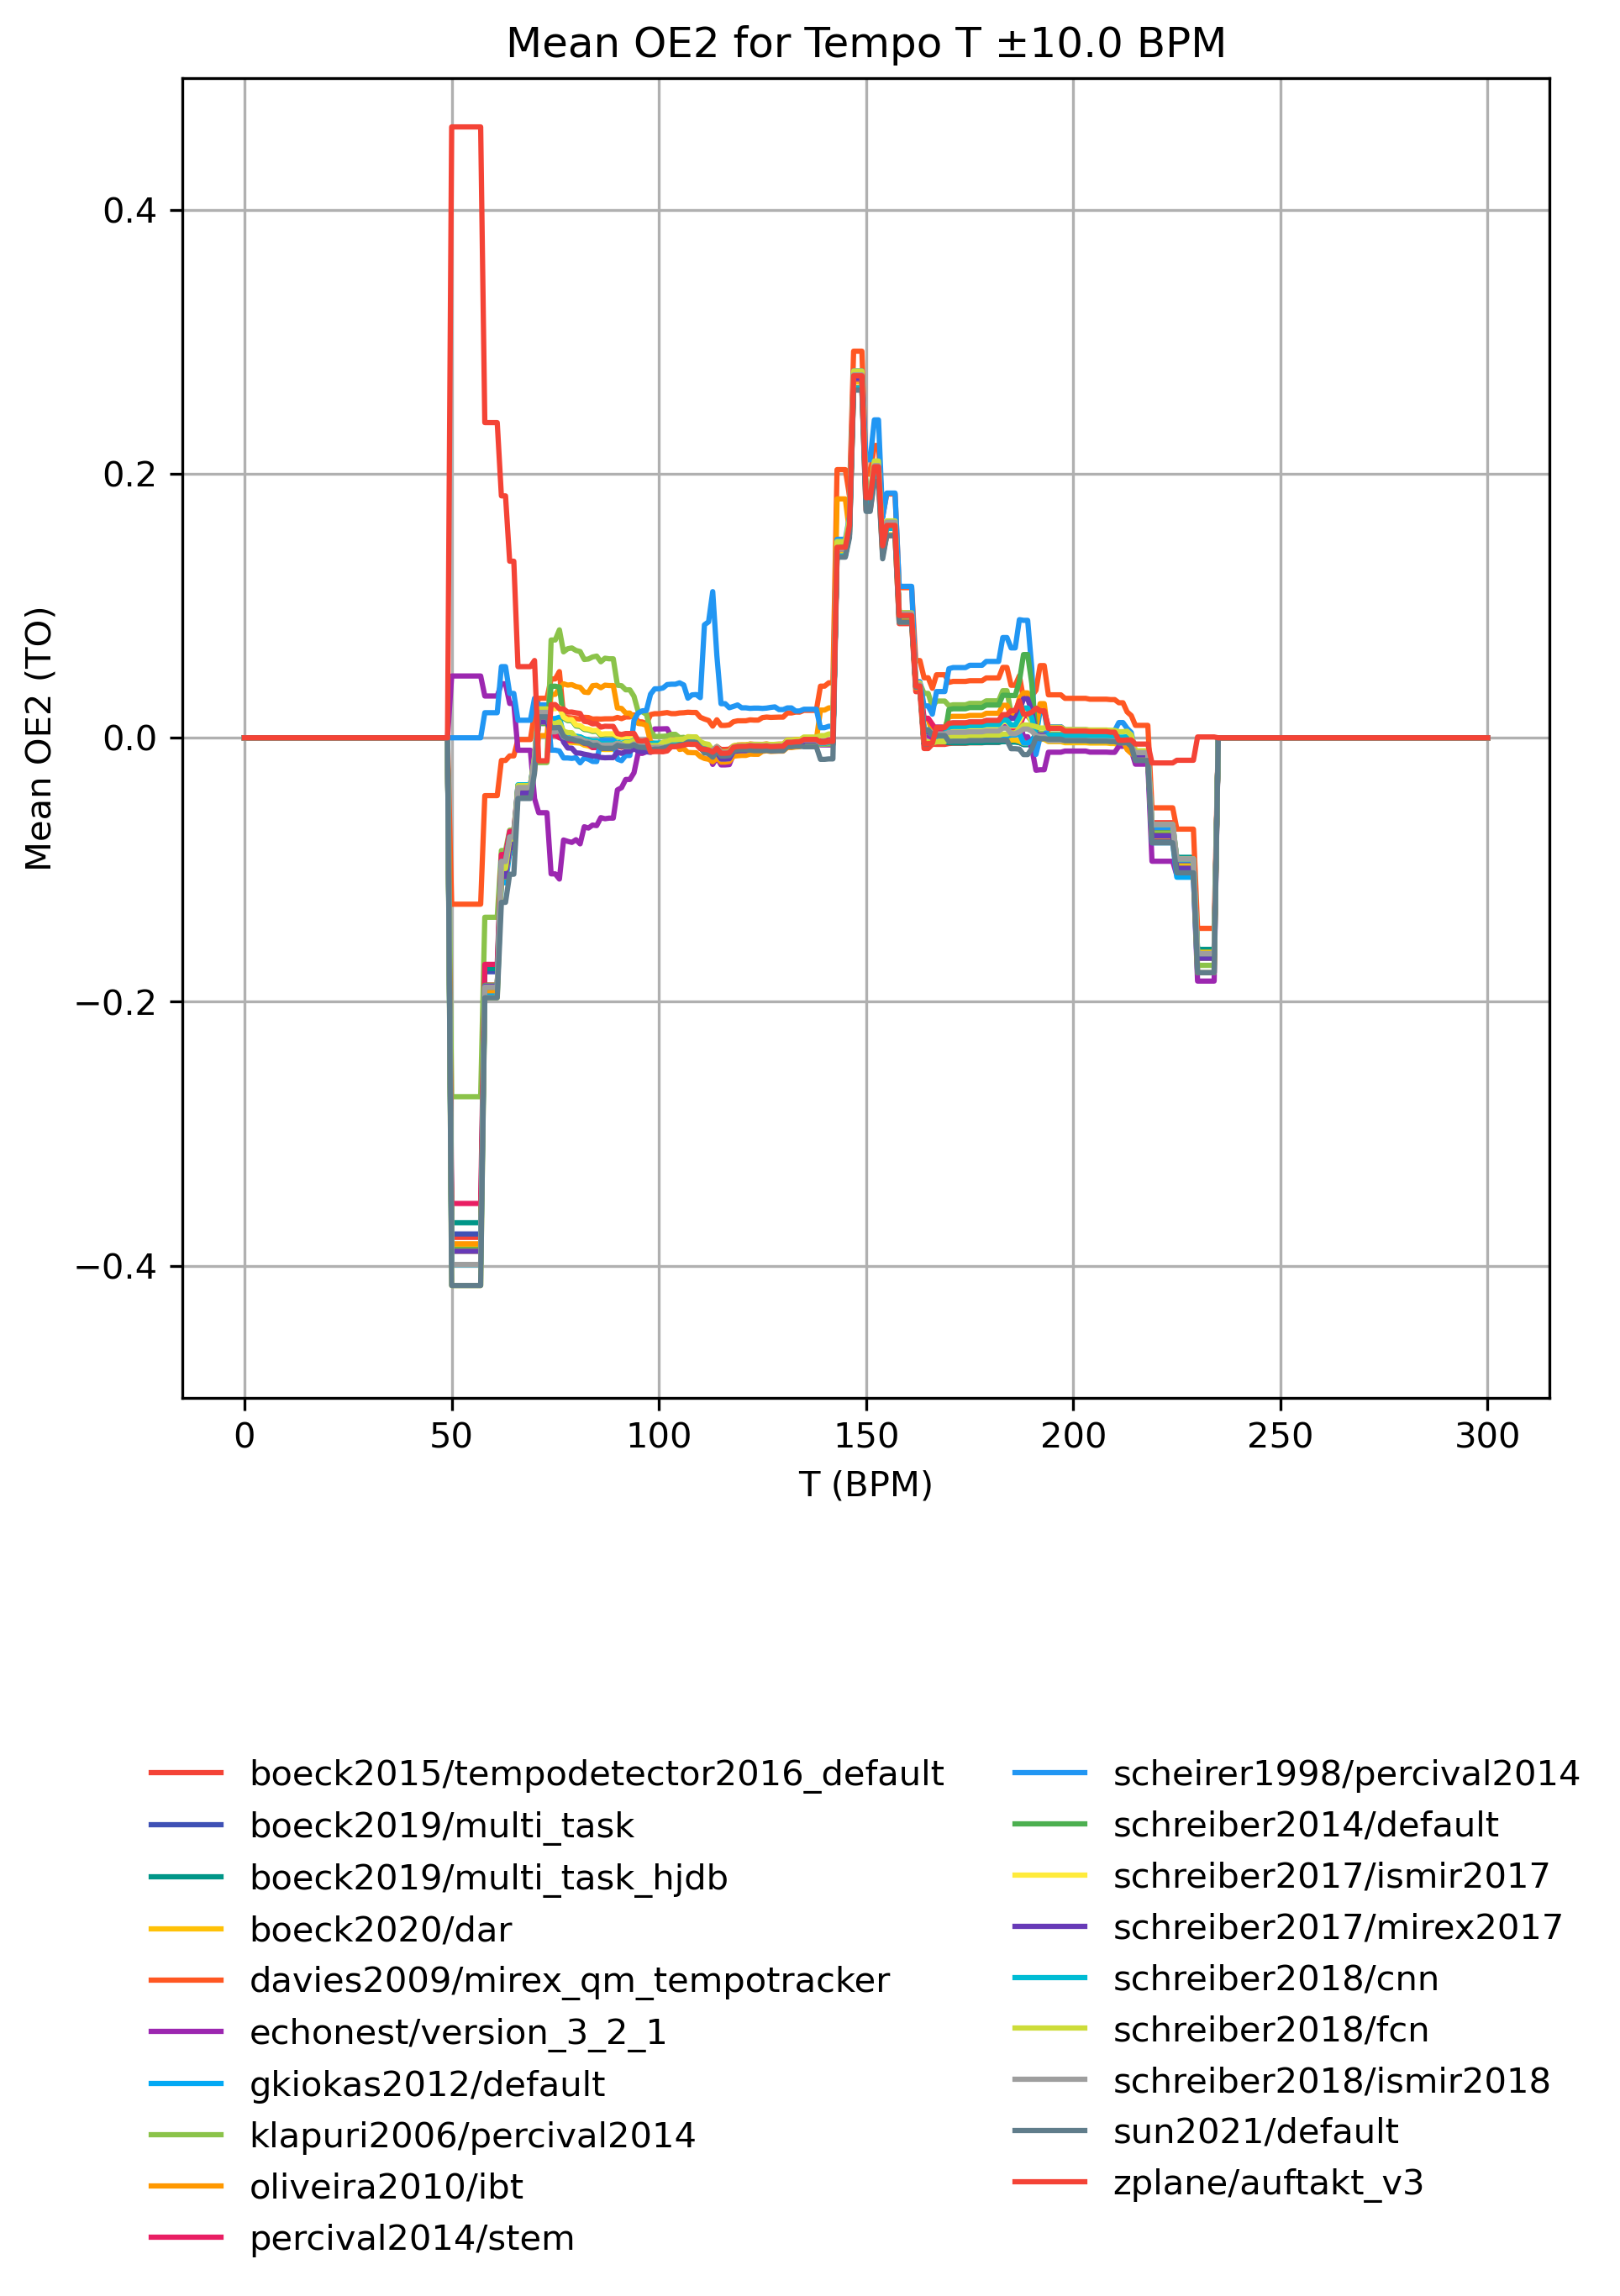 Mean OE2 for Tempo T ±10.0 BPM
Mean OE2 (TO)
0.4
0.2
0.0
−0.2
−0.4
0 50 100 150 200 250 300
T (BPM)
boeck2015/tempodetector2016_default
boeck2019/multi_task
boeck2019/multi_task_hjdb
boeck2020/dar
davies2009/mirex_qm_tempotracker
echonest/version_3_2_1
gkiokas2012/default
klapuri2006/percival2014
oliveira2010/ibt
percival2014/stem
scheirer1998/percival2014
schreiber2014/default
schreiber2017/ismir2017
schreiber2017/mirex2017
schreiber2018/cnn
schreiber2018/fcn
schreiber2018/ismir2018
sun2021/default
zplane/auftakt_v3